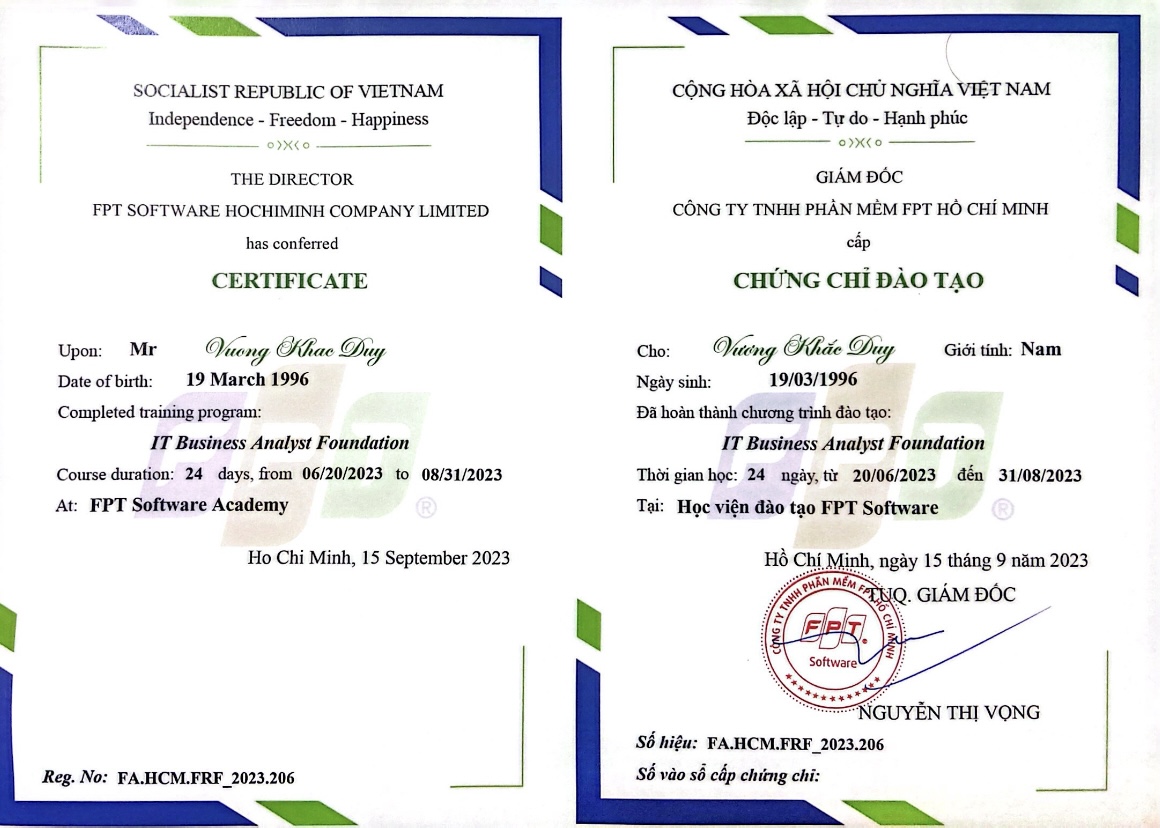 SOCIALIST REPUBLIC OF VIETNAM
Independence - Freedom - Happiness
THE DIRECTOR
FPT SOFTWARE HOCHIMINH COMPANY LIMITED
has conferred
CERTIFICATE
Upon: Mr Vuong Khac Duy
Date of birth: 19 March 1996
Completed training program:
IT Business Analyst Foundation
Course duration: 24 days, from 06/20/2023 to 08/31/2023
At: FPT Software Academy
Ho Chi Minh, 15 September 2023
Reg. No: FA.HCM.FRF_2023.206
FPT ®
CỘNG HÒA XÃ HỘI CHỦ NGHĨA VIỆT NAM
Độc lập - Tự do - Hạnh phúc
GIÁM ĐỐC
CÔNG TY TNHH PHẦN MỀM FPT HỒ CHÍ MINH
cấp
CHỨNG CHỈ ĐÀO TẠO
Cho: Vương Khắc Duy Giới tính: Nam
Ngày sinh: 19/03/1996
Đã hoàn thành chương trình đào tạo:
IT Business Analyst Foundation
Thời gian học: 24 ngày, từ 20/06/2023 đến 31/08/2023
Tại: Học viện đào tạo FPT Software
Hồ Chí Minh, ngày 15 tháng 9 năm 2023
TUQ. GIÁM ĐỐC
CÔNG TY TNHH PHẦN MỀM FPT HỒ CHÍ MINH
FPT
Software
NGUYỄN THỊ VỌNG
Số hiệu: FA.HCM.FRF_2023.206
Số vào sổ cấp chứng chỉ:
FPT ®